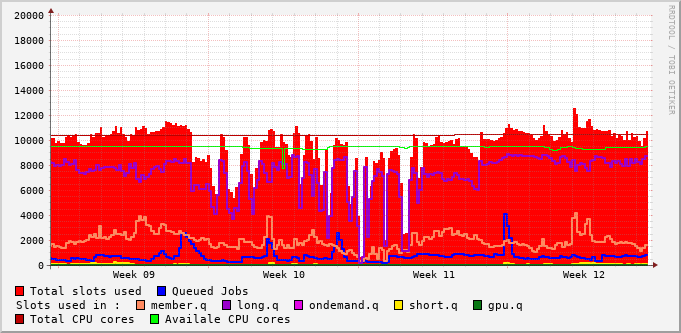 20000
18000
16000
14000
12000
10000
8000
6000
4000
2000
0
Week 09 Week 10 Week 11 Week 12
Total slots used Queued Jobs
Slots used in : member.q long.q ondemand.q short.q gpu.q
Total CPU cores Availale CPU cores
RRDTOOL / TOBI OETIKER